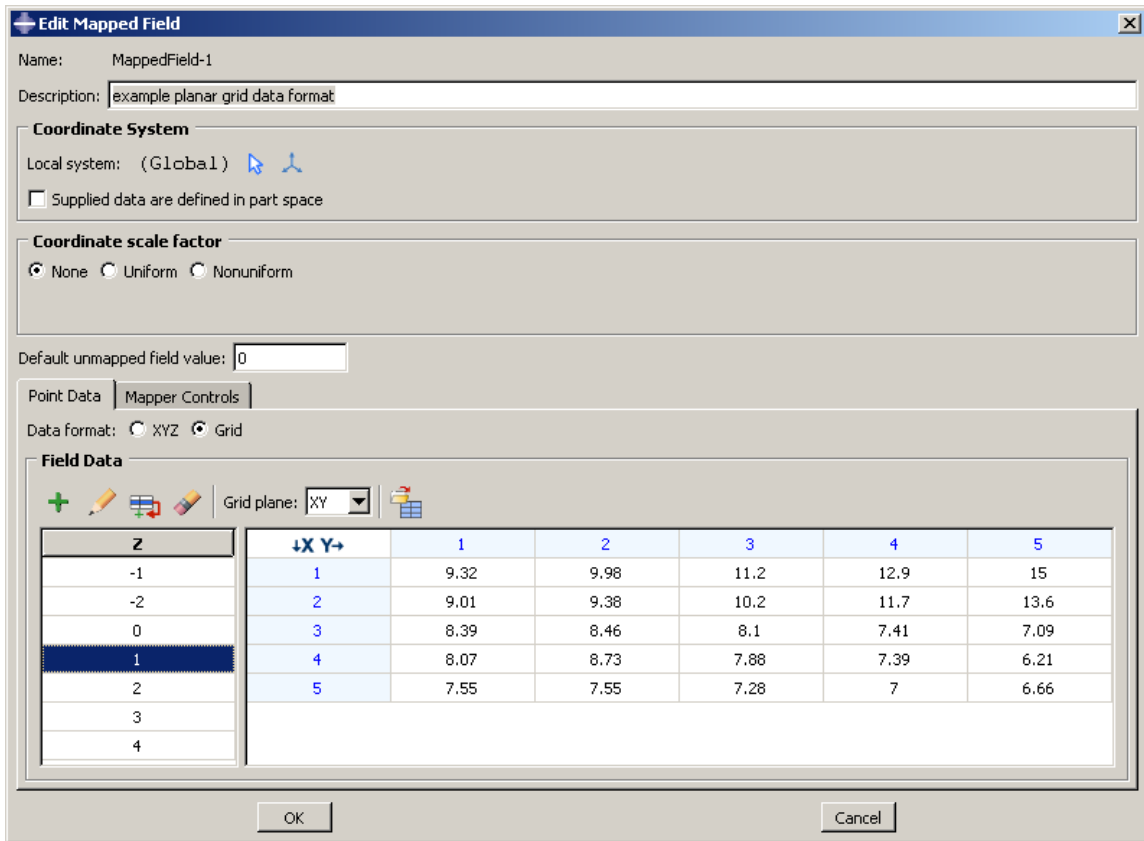 Edit Mapped Field
Name: MappedField-1
Description: example planar grid data format
Coordinate System
Local system: (Global)
Supplied data are defined in part space
Coordinate scale factor
None Uniform Nonuniform
Default unmapped field value: 0
Point Data Mapper Controls
Data format: XYZ Grid
Field Data
Grid plane: XY
Z ↓X Y→ 1 2 3 4 5
-1 1 9.32 9.98 11.2 12.9 15
-2 2 9.01 9.38 10.2 11.7 13.6
0 3 8.39 8.46 8.1 7.41 7.09
1 4 8.07 8.73 7.88 7.39 6.21
2 5 7.55 7.55 7.28 7 6.66
3
4
OK Cancel